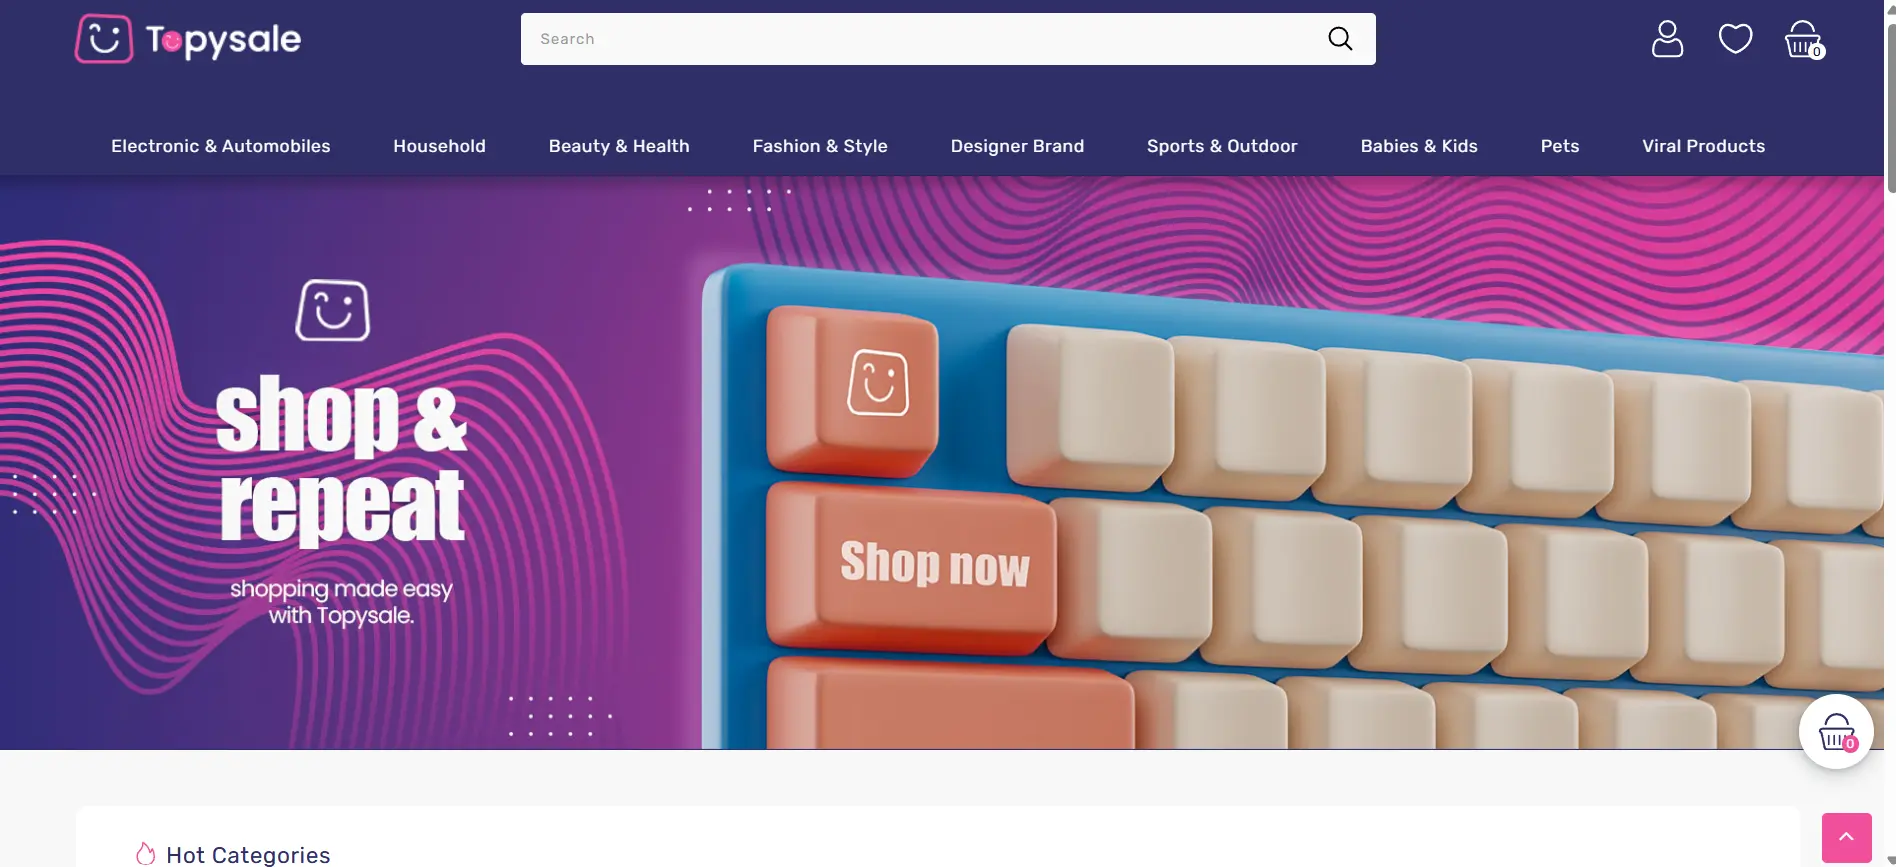 Topysale
Search
0
Electronic & Automobiles
Household
Beauty & Health
Fashion & Style
Designer Brand
Sports & Outdoor
Babies & Kids
Pets
Viral Products
shop &
repeat
shopping made easy
with Topysale.
Shop now
0
Hot Categories